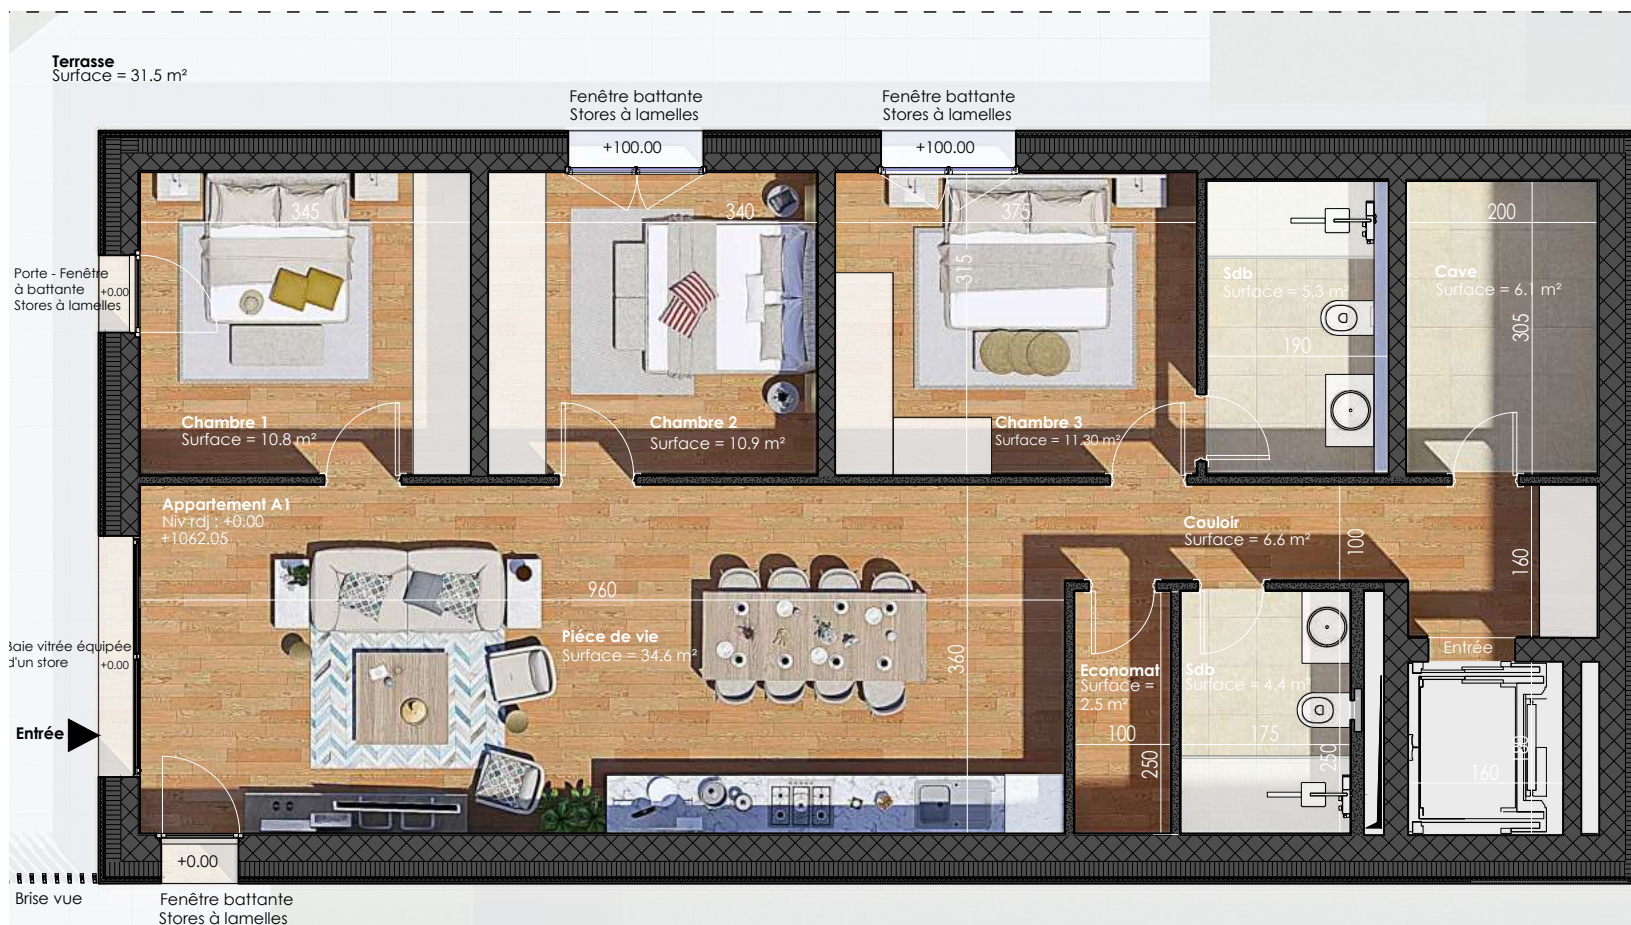 Terrasse
Surface = 31.5 m²
Fenêtre battante
Stores à lamelles
+100.00
Fenêtre battante
Stores à lamelles
+100.00
345
340
375
315
200
305
190
Porte - Fenêtre
à battante
Stores à lamelles
+0.00
Sdb
Surface = 5.3 m²
Cave
Surface = 6.1 m²
Chambre 1
Surface = 10.8 m²
Chambre 2
Surface = 10.9 m²
Chambre 3
Surface = 11.30 m²
Appartement A1
Niv rdj : +0.00
+1062.05
Couloir
Surface = 6.6 m²
100
160
960
360
Piéce de vie
Surface = 34.6 m²
Baie vitrée équipée
d'un store
+0.00
Entrée
Economat
Surface =
2.5 m²
100
250
Sdb
Surface = 4.4 m²
175
250
Entrée
160
+0.00
Brise vue
Fenêtre battante
Stores à lamelles